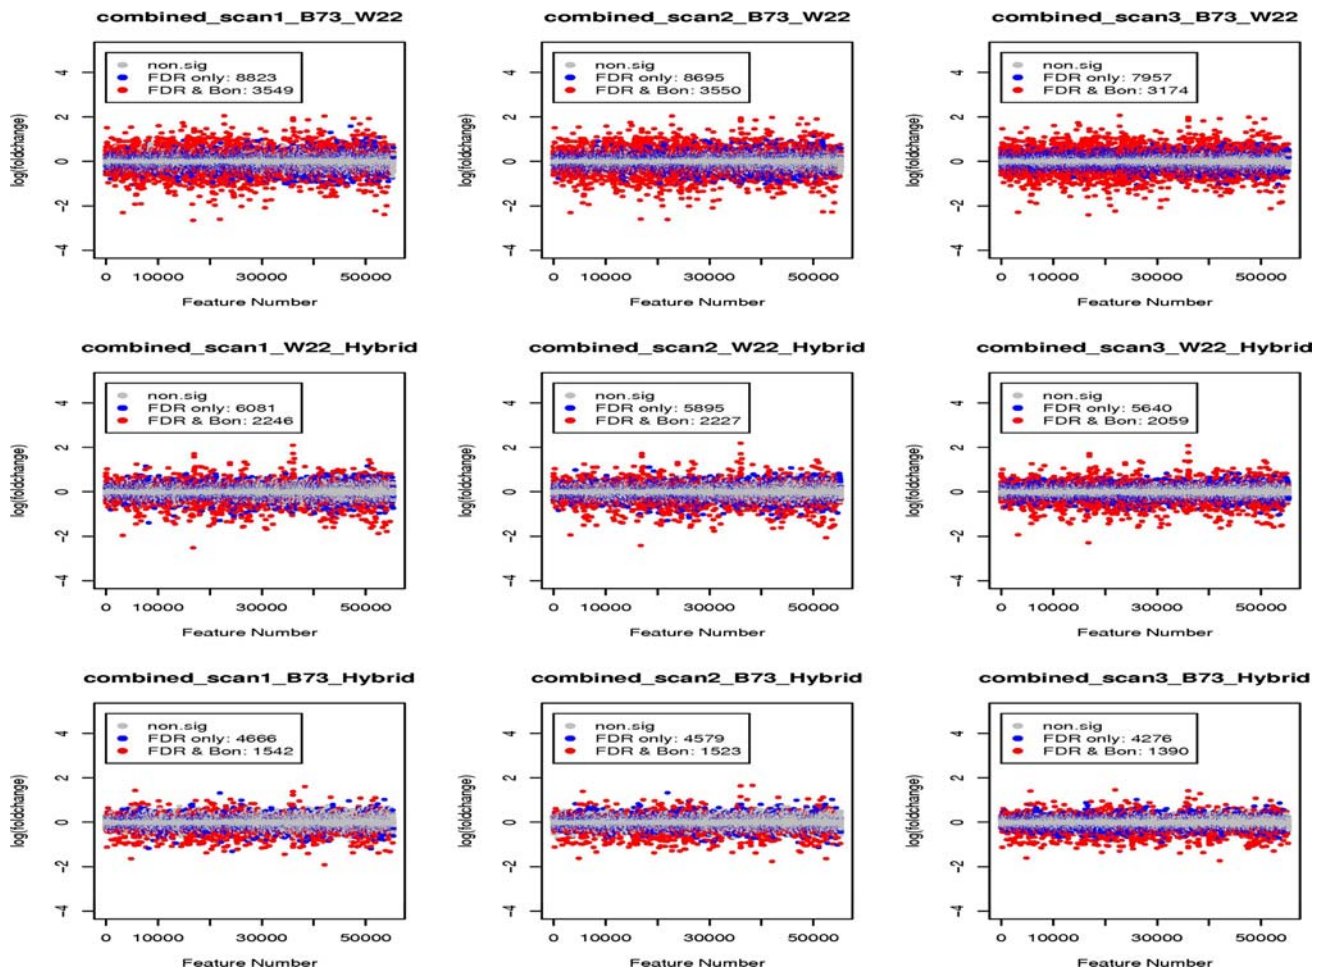 combined_scan1_B73_W22
combined_scan2_B73_W22
combined_scan3_B73_W22
non.sig
FDR only: 8823
FDR & Bon: 3549
non.sig
FDR only: 8695
FDR & Bon: 3550
non.sig
FDR only: 7957
FDR & Bon: 3174
log(foldchange)
4
2
0
-2
-4
log(foldchange)
4
2
0
-2
-4
log(foldchange)
4
2
0
-2
-4
0 10000 30000 50000
0 10000 30000 50000
0 10000 30000 50000
Feature Number
Feature Number
Feature Number
combined_scan1_W22_Hybrid
combined_scan2_W22_Hybrid
combined_scan3_W22_Hybrid
non.sig
FDR only: 6081
FDR & Bon: 2246
non.sig
FDR only: 5895
FDR & Bon: 2227
non.sig
FDR only: 5640
FDR & Bon: 2059
log(foldchange)
4
2
0
-2
-4
log(foldchange)
4
2
0
-2
-4
log(foldchange)
4
2
0
-2
-4
0 10000 30000 50000
0 10000 30000 50000
0 10000 30000 50000
Feature Number
Feature Number
Feature Number
combined_scan1_B73_Hybrid
combined_scan2_B73_Hybrid
combined_scan3_B73_Hybrid
non.sig
FDR only: 4666
FDR & Bon: 1542
non.sig
FDR only: 4579
FDR & Bon: 1523
non.sig
FDR only: 4276
FDR & Bon: 1390
log(foldchange)
4
2
0
-2
-4
log(foldchange)
4
2
0
-2
-4
log(foldchange)
4
2
0
-2
-4
0 10000 30000 50000
0 10000 30000 50000
0 10000 30000 50000
Feature Number
Feature Number
Feature Number